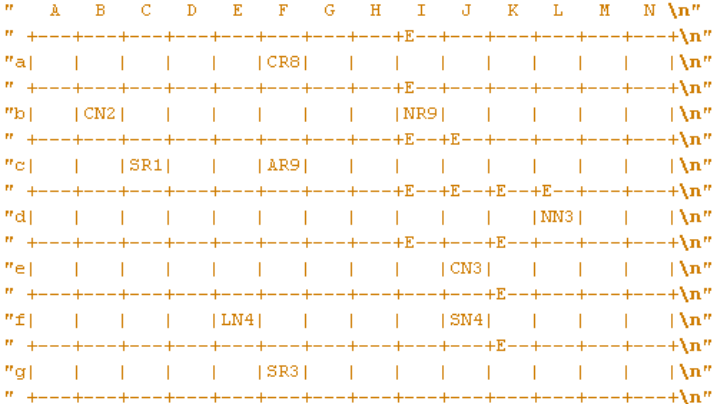 "   A   B   C   D   E   F   G   H   I   J   K   L   M   N \n"
" +---+---+---+---+---+---+---+---+E--+---+---+---+---+---+\n"
"a|   |   |   |   |   |CR8|   |   |   |   |   |   |   |   |\n"
" +---+---+---+---+---+---+---+---+E--+---+---+---+---+---+\n"
"b|   |CN2|   |   |   |   |   |   |NR9|   |   |   |   |   |\n"
" +---+---+---+---+---+---+---+---+E--+E--+---+---+---+---+\n"
"c|   |   |SR1|   |   |AR9|   |   |   |   |   |   |   |   |\n"
" +---+---+---+---+---+---+---+---+E--+E--+E--+E--+---+---+\n"
"d|   |   |   |   |   |   |   |   |   |   |   |NN3|   |   |\n"
" +---+---+---+---+---+---+---+---+E--+---+E--+---+---+---+\n"
"e|   |   |   |   |   |   |   |   |   |CN3|   |   |   |   |\n"
" +---+---+---+---+---+---+---+---+---+---+E--+---+---+---+\n"
"f|   |   |   |   |LN4|   |   |   |   |SN4|   |   |   |   |\n"
" +---+---+---+---+---+---+---+---+---+---+E--+---+---+---+\n"
"g|   |   |   |   |   |SR3|   |   |   |   |   |   |   |   |\n"
" +---+---+---+---+---+---+---+---+---+---+---+---+---+---+\n"